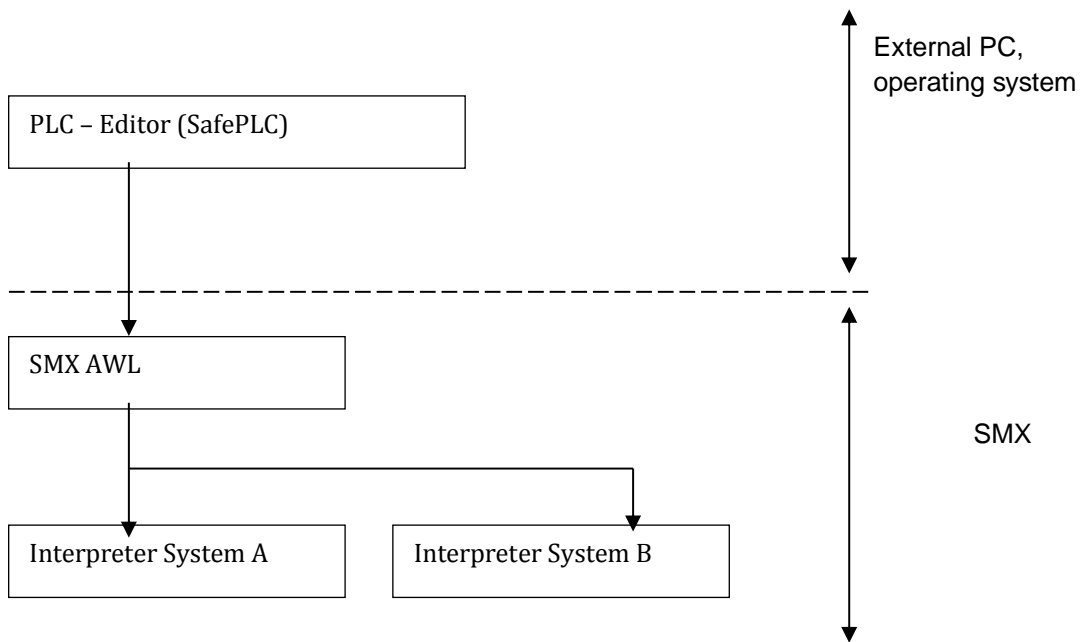 External PC,
operating system
PLC – Editor (SafePLC)
SMX AWL
SMX
Interpreter System A
Interpreter System B